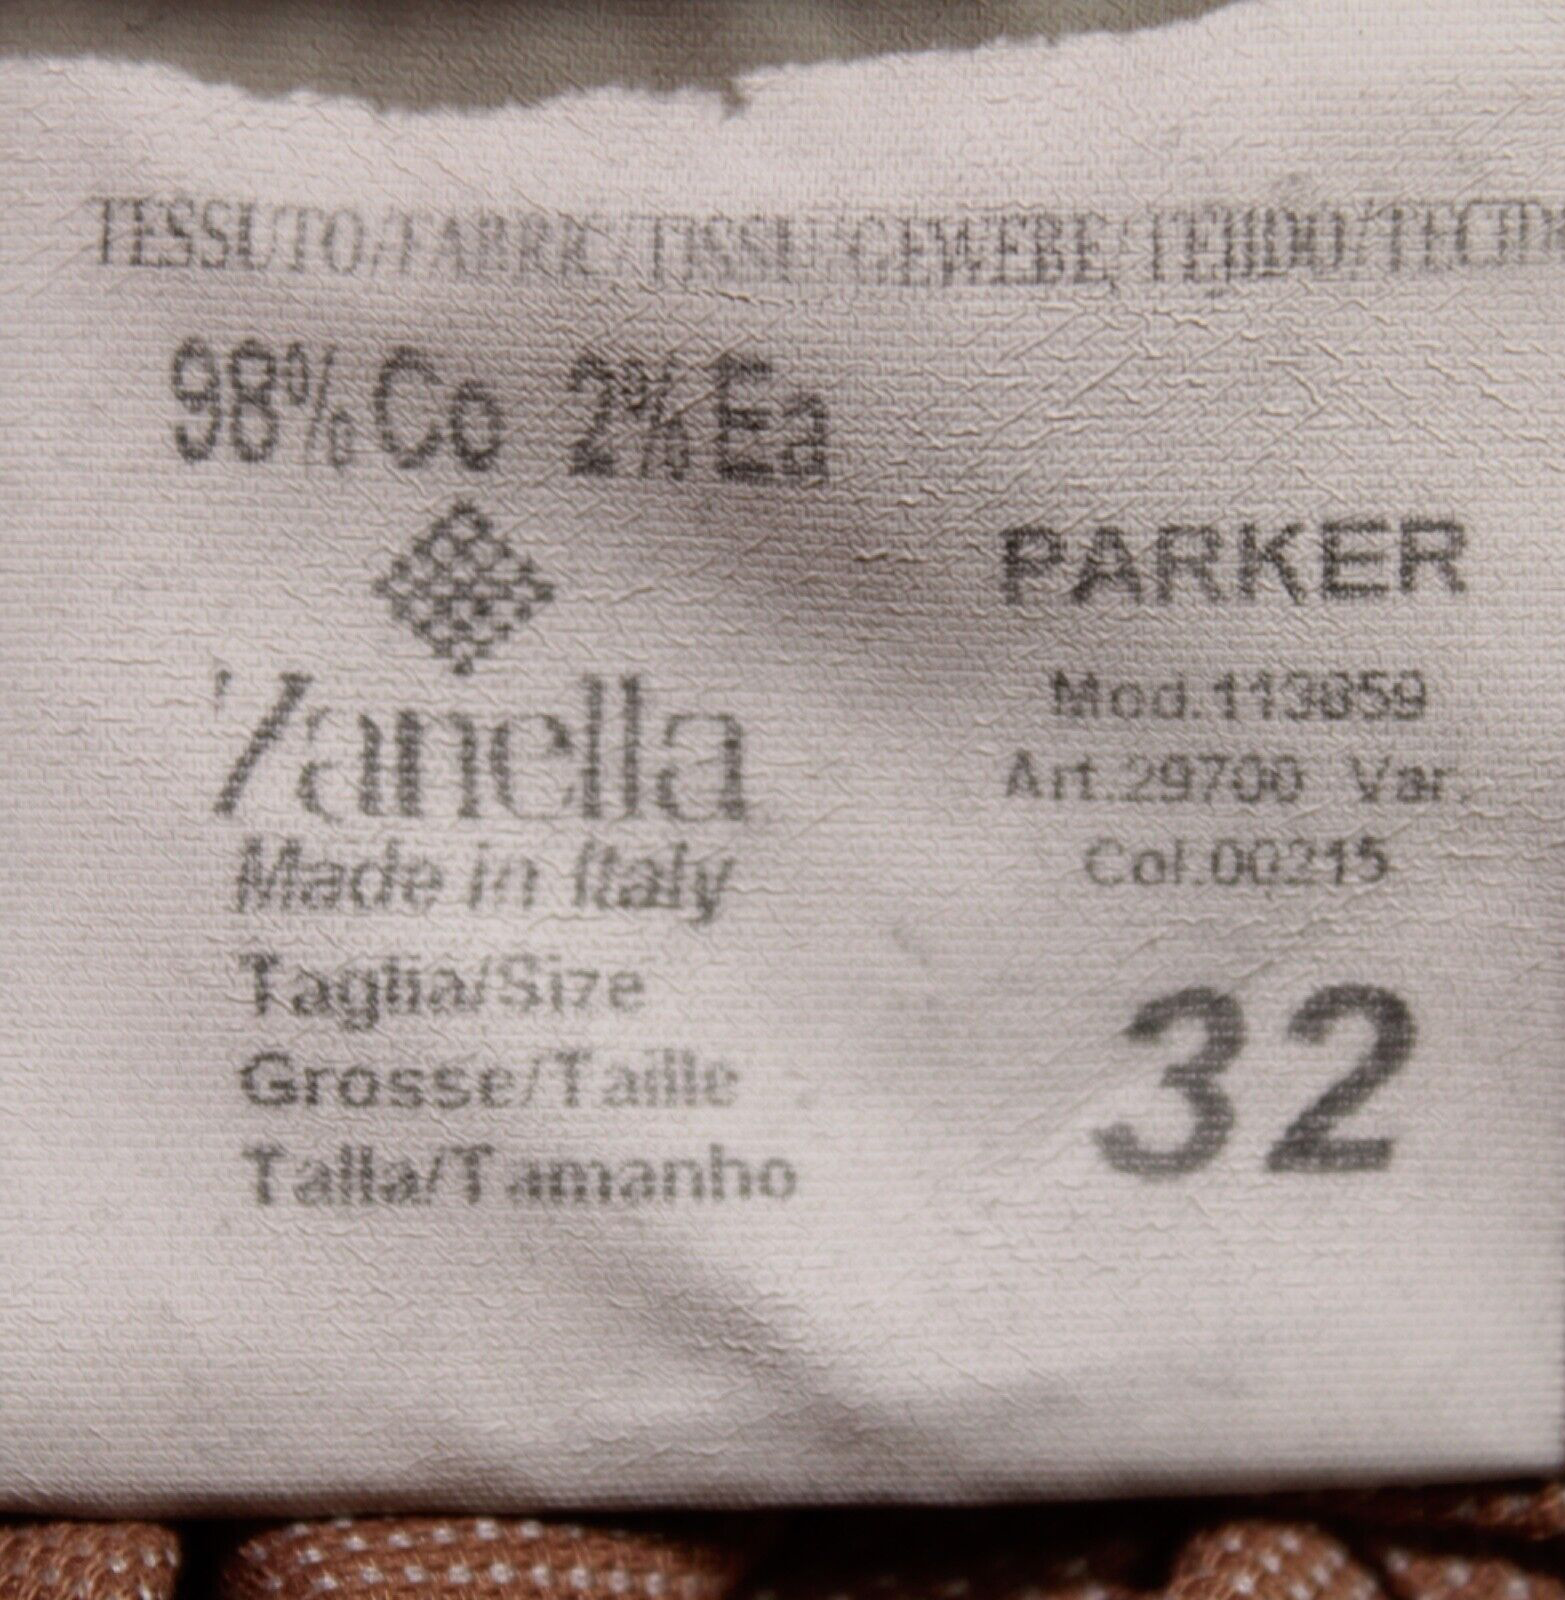 TESSUTO/FABRIC/TISSU/GEWEBE/TEJIDO/TECID
98% Co 2% Ea
Zanella
Made in Italy
Taglia/Size
Grosse/Taille
Talla/Tamanho
PARKER
Mod.113859
Art.29700 Var.
Col.00215
32